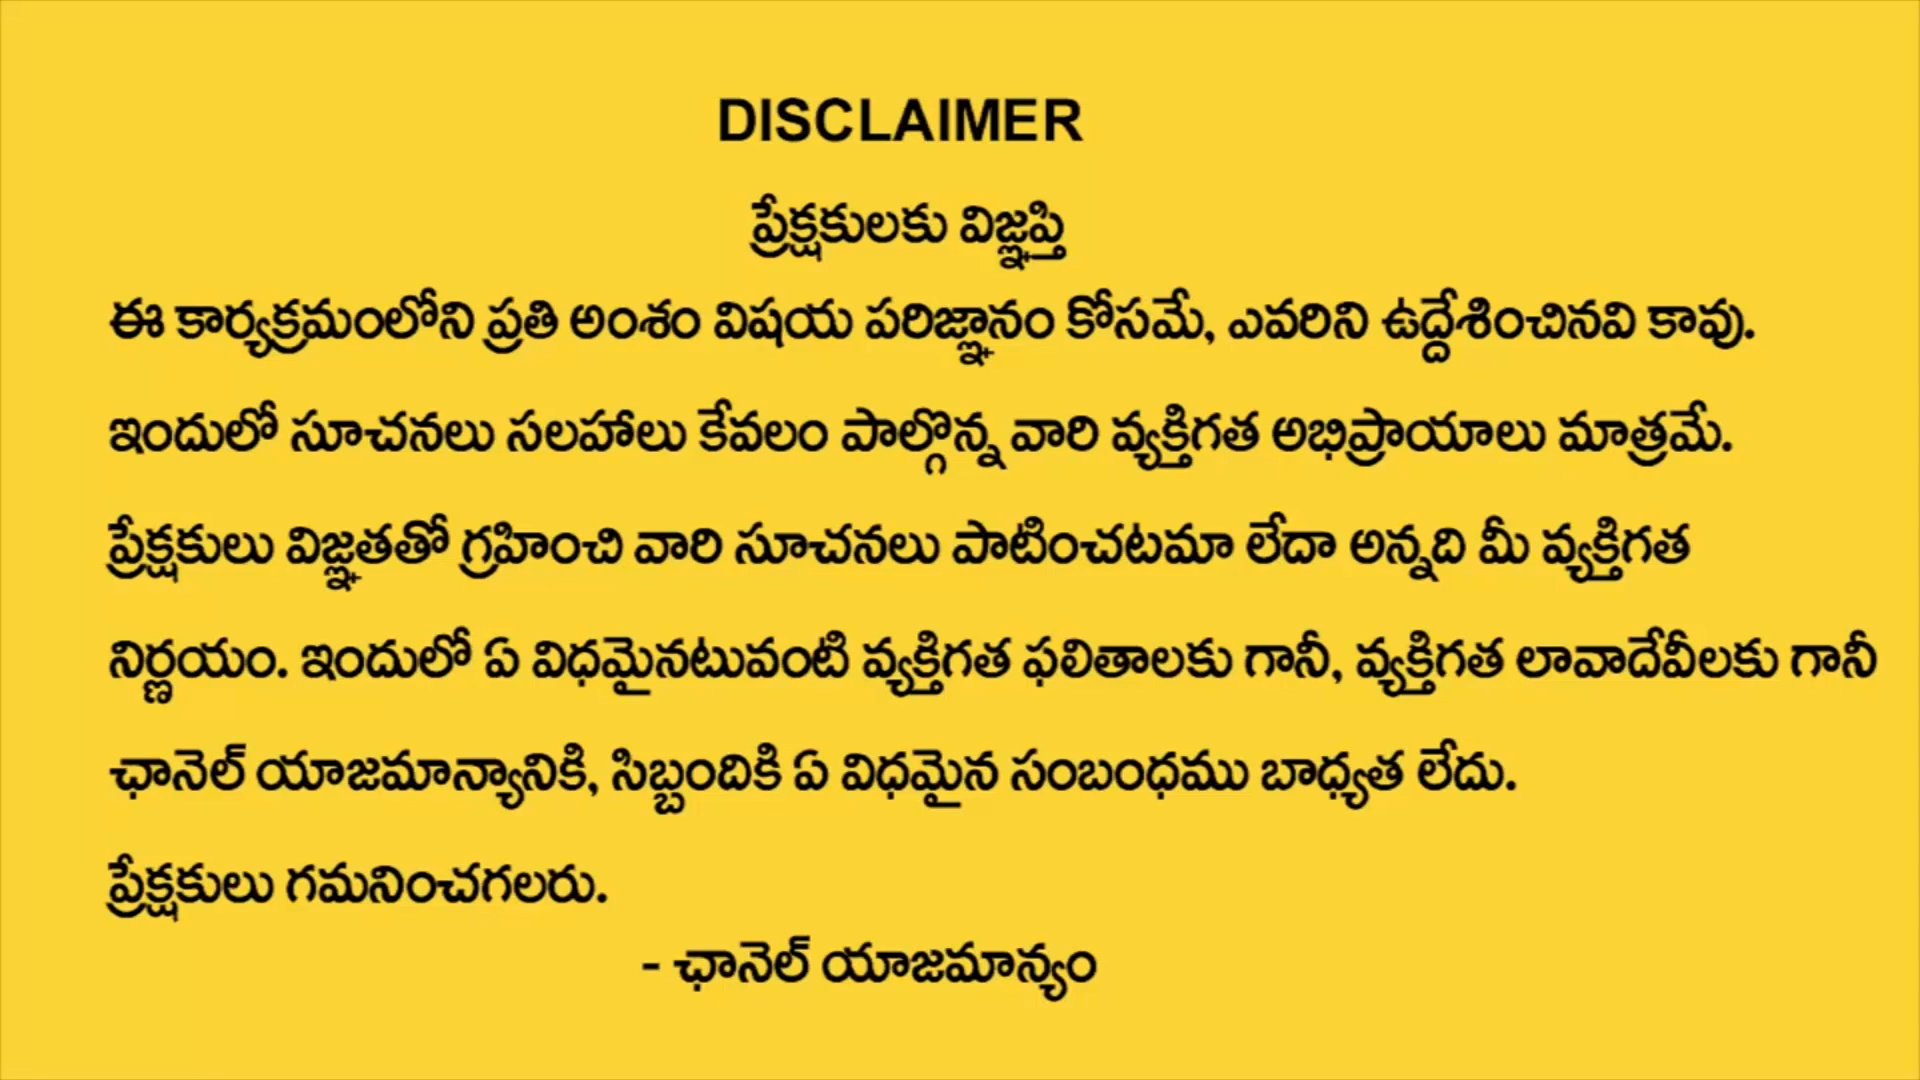 DISCLAIMER
ప్రేక్షకులకు విజ్ఞప్తి
ఈ కార్యక్రమంలోని ప్రతి అంశం విషయ పరిజ్ఞానం కోసమే, ఎవరిని ఉద్దేశించినవి కావు.
ఇందులో సూచనలు సలహాలు కేవలం పాల్గొన్న వారి వ్యక్తిగత అభిప్రాయాలు మాత్రమే.
ప్రేక్షకులు విజ్ఞతతో గ్రహించి వారి సూచనలు పాటించటమా లేదా అన్నది మీ వ్యక్తిగత
నిర్ణయం. ఇందులో ఏ విధమైనటువంటి వ్యక్తిగత ఫలితాలకు గానీ, వ్యక్తిగత లావాదేవీలకు గానీ
ఛానెల్ యాజమాన్యానికి, సిబ్బందికి ఏ విధమైన సంబంధము బాధ్యత లేదు.
ప్రేక్షకులు గమనించగలరు.
- ఛానెల్ యాజమాన్యం